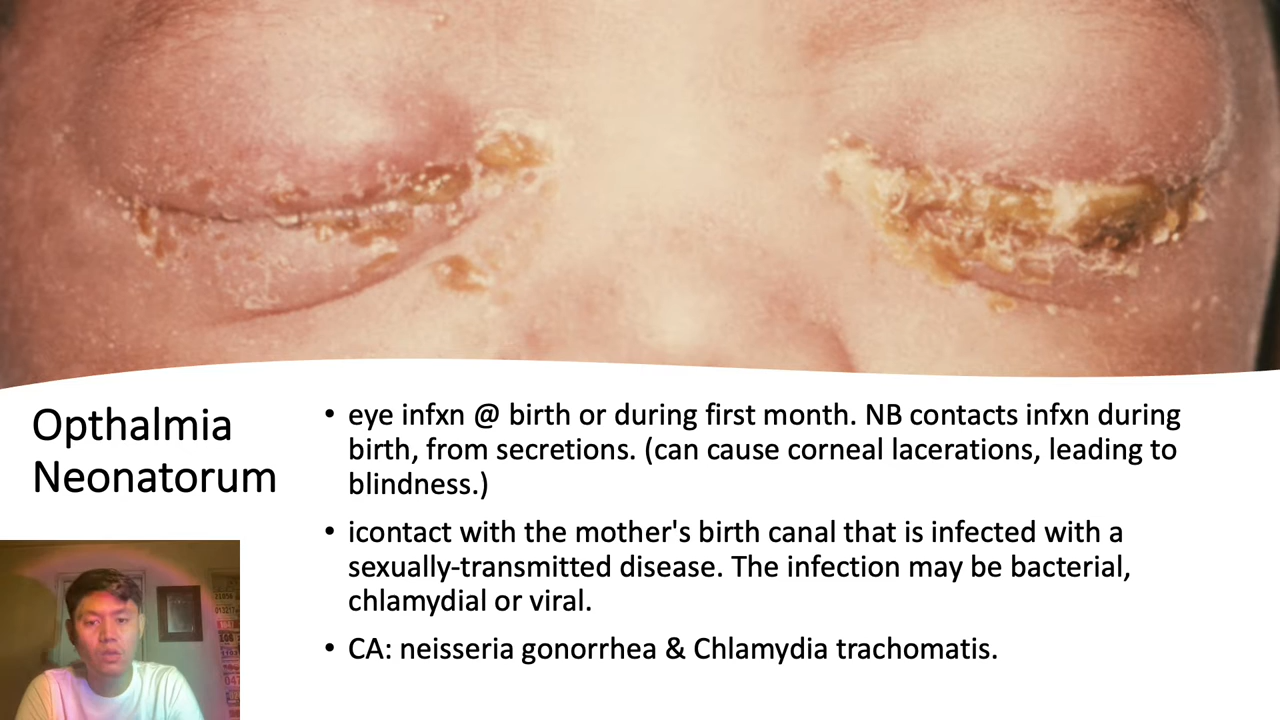 Opthalmia
Neonatorum
• eye infxn @ birth or during first month. NB contacts infxn during
birth, from secretions. (can cause corneal lacerations, leading to
blindness.)
• icontact with the mother's birth canal that is infected with a
sexually-transmitted disease. The infection may be bacterial,
chlamydial or viral.
• CA: neisseria gonorrhea & Chlamydia trachomatis.